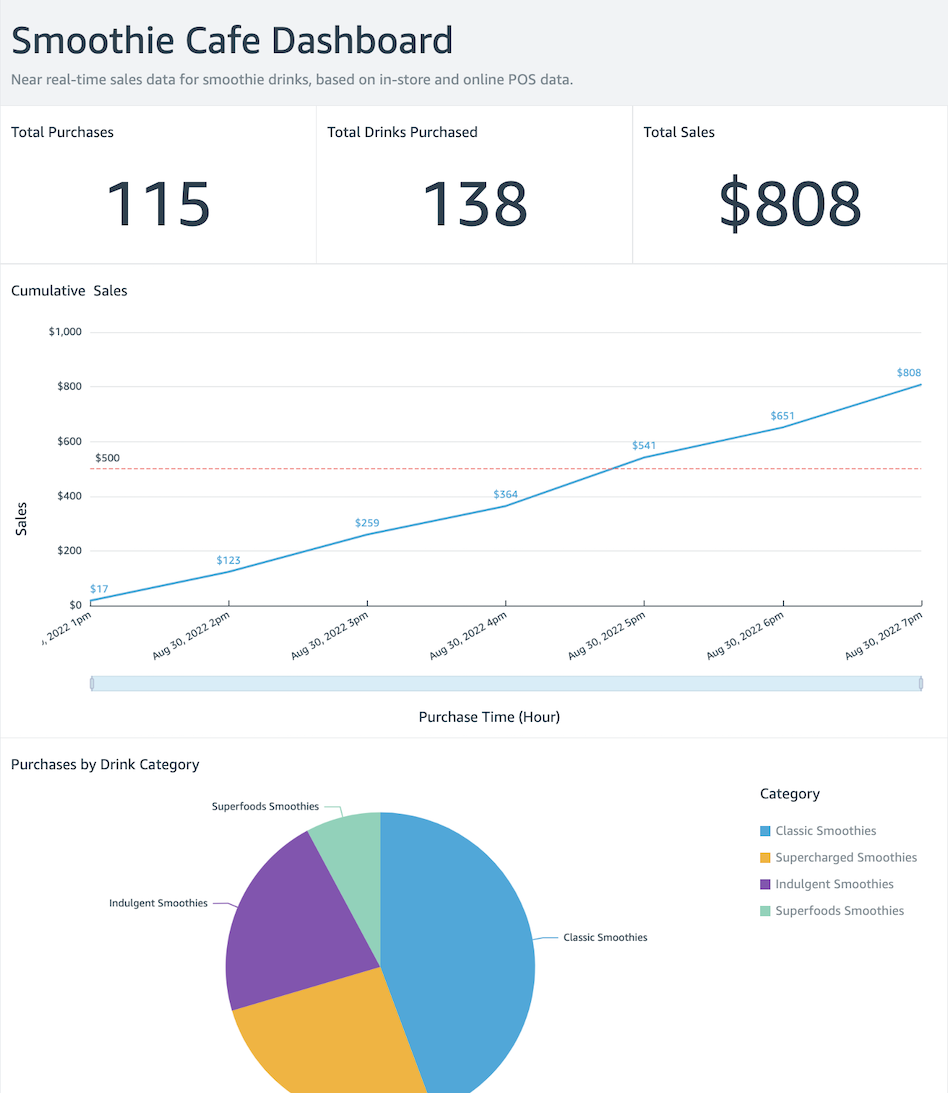 Smoothie Cafe Dashboard
Near real-time sales data for smoothie drinks, based on in-store and online POS data.
Total Purchases
Total Drinks Purchased
Total Sales
115
138
$808
Cumulative Sales
$1,000
$800
$600
$400
$200
$0
Sales
$500
$17
$123
$259
$364
$541
$651
$808
, 2022 1pm
Aug 30, 2022 2pm
Aug 30, 2022 3pm
Aug 30, 2022 4pm
Aug 30, 2022 5pm
Aug 30, 2022 6pm
Aug 30, 2022 7pm
Purchase Time (Hour)
Purchases by Drink Category
Superfoods Smoothies
Indulgent Smoothies
Classic Smoothies
Category
Classic Smoothies
Supercharged Smoothies
Indulgent Smoothies
Superfoods Smoothies